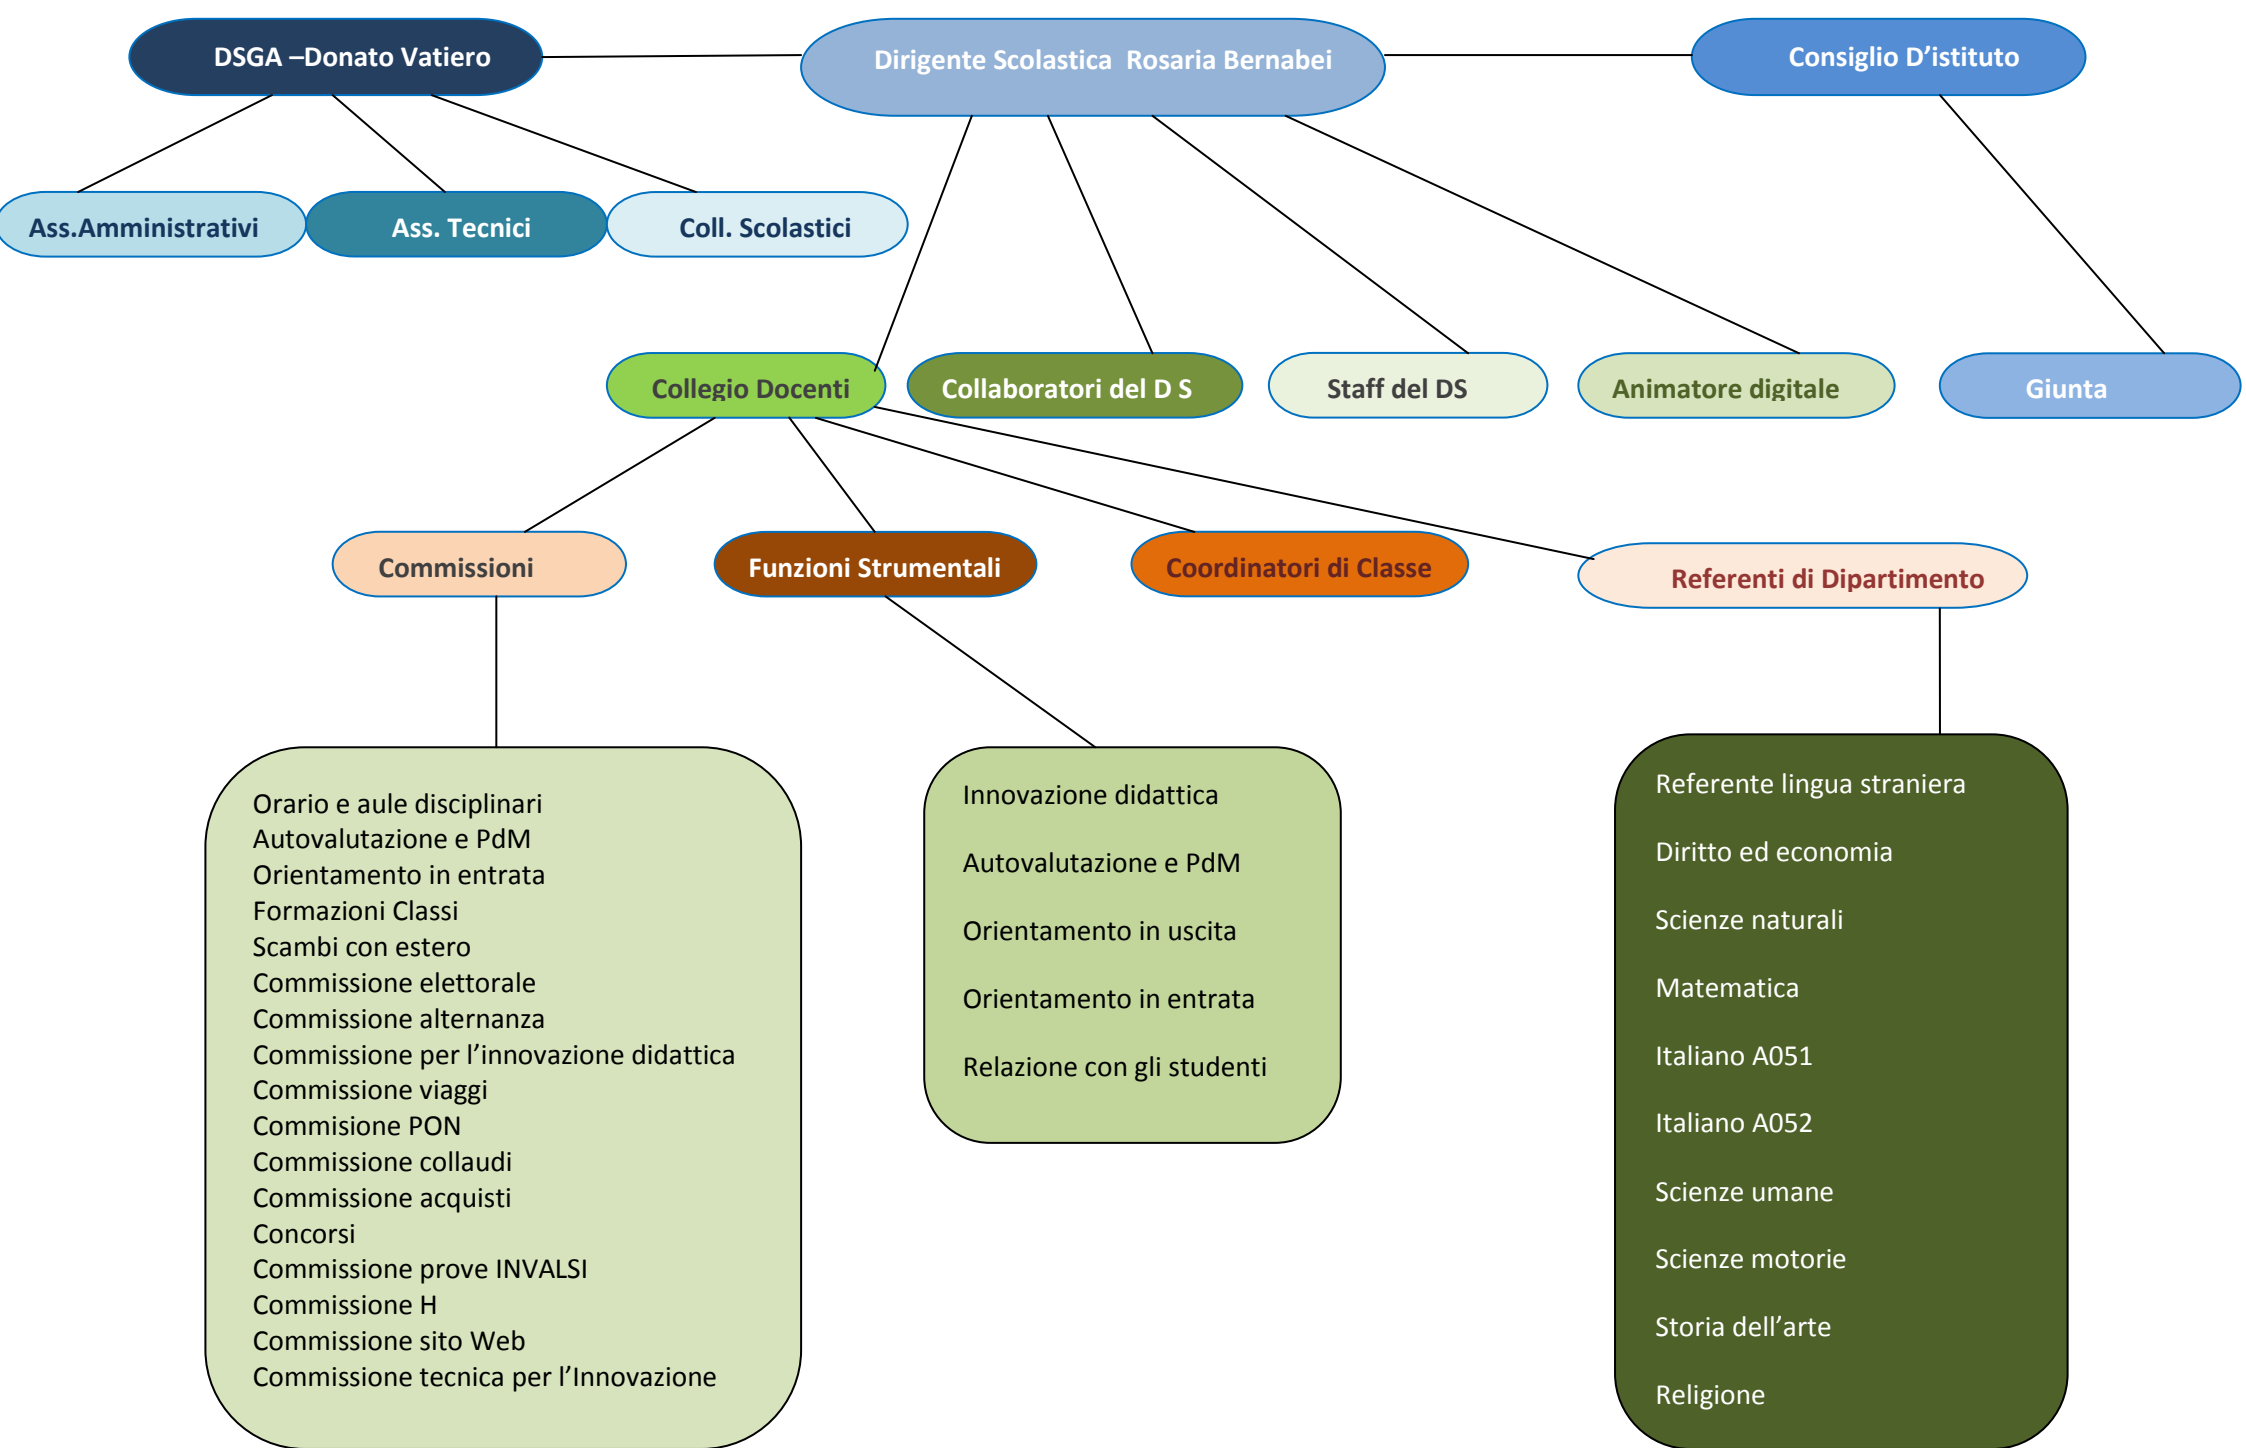 DSGA –Donato Vatiero
Dirigente Scolastica Rosaria Bernabei
Consiglio D’istituto
Ass.Amministrativi
Ass. Tecnici
Coll. Scolastici
Collegio Docenti
Collaboratori del D S
Staff del DS
Animatore digitale
Giunta
Commissioni
Funzioni Strumentali
Coordinatori di Classe
Referenti di Dipartimento
Orario e aule disciplinari
Autovalutazione e PdM
Orientamento in entrata
Formazioni Classi
Scambi con estero
Commissione elettorale
Commissione alternanza
Commissione per l’innovazione didattica
Commissione viaggi
Commisione PON
Commissione collaudi
Commissione acquisti
Concorsi
Commissione prove INVALSI
Commissione H
Commissione sito Web
Commissione tecnica per l’Innovazione
Innovazione didattica
Autovalutazione e PdM
Orientamento in uscita
Orientamento in entrata
Relazione con gli studenti
Referente lingua straniera
Diritto ed economia
Scienze naturali
Matematica
Italiano A051
Italiano A052
Scienze umane
Scienze motorie
Storia dell’arte
Religione